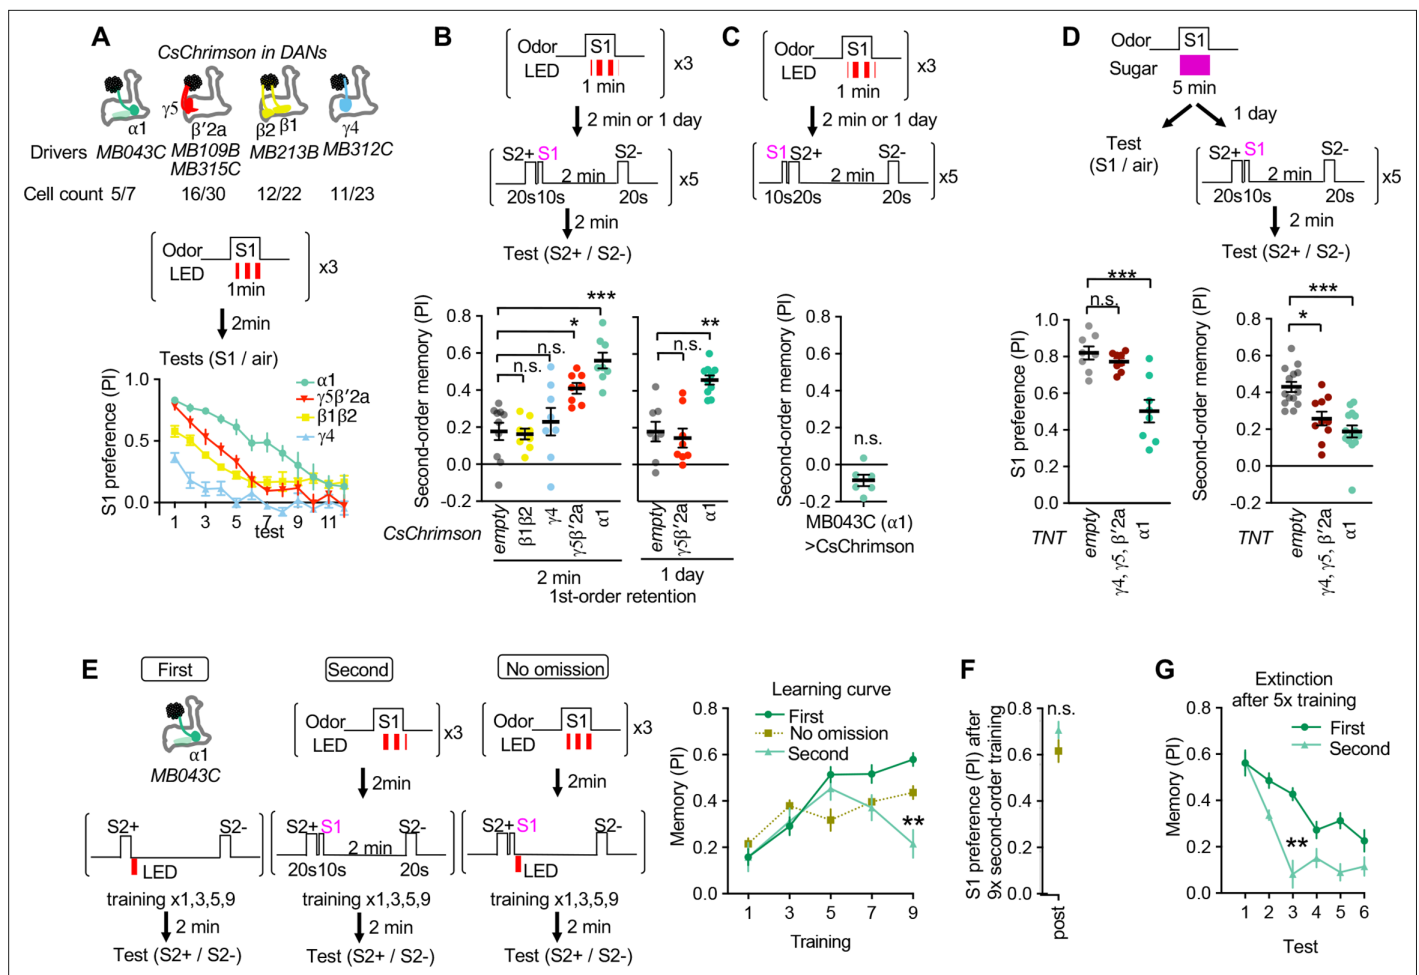 A
CsChrimson in DANs
γ5
α1
β′2a
β2
β1
γ4
Drivers MB043C MB109B MB213B MB312C
MB315C
Cell count 5/7 16/30 12/22 11/23
Odor S1
LED
x3
1min
2min
Tests (S1 / air)
S1 preference (PI)
1.0
0.5
0.0
α1
γ5β′2a
β1β2
γ4
1 3 5 7 9 11
test
B
Odor S1
LED
x3
1 min
2 min or 1 day
S2+ S1 S2-
2 min
x5
20s10s 20s
2 min
Test (S2+ / S2-)
Second-order memory (PI)
0.8
0.6
0.4
0.2
0.0
-0.2
***
*
n.s.
n.s.
**
n.s.
CsChrimson
empty
β1β2
γ4
γ5β′2a
α1
empty
γ5β′2a
α1
2 min 1 day
1st-order retention
C
Odor S1
LED
x3
1 min
2 min or 1 day
S1 S2+ S2-
2 min
x5
10s20s 20s
Second-order memory (PI)
0.8
0.6
0.4
0.2
0.0
-0.2
n.s.
MB043C (α1)
>CsChrimson
D
Odor S1
Sugar
5 min
1 day
Test
(S1 / air)
S2+ S1 S2-
2 min
x5
20s10s 20s
2 min
Test (S2+ / S2-)
S1 preference (PI)
1.0
0.8
0.6
0.4
0.2
0.0
***
n.s.
TNT
empty
γ4, γ5, β′2a
α1
Second-order memory (PI)
0.8
0.6
0.4
0.2
0.0
-0.2
***
*
TNT
empty
γ4, γ5, β′2a
α1
E
First
α1
MB043C
S2+ S2-
LED
training x1,3,5,9
2 min
Test (S2+ / S2-)
Second
Odor S1
LED
x3
2min
S2+ S1 S2-
2 min
20s10s 20s
training x1,3,5,9
2 min
Test (S2+ / S2-)
No omission
Odor S1
LED
x3
2min
S2+ S1 S2-
LED
training x1,3,5,9
2 min
Test (S2+ / S2-)
Learning curve
First
No omission
Second
Memory (PI)
0.8
0.6
0.4
0.2
0.0
**
1 3 5 7 9
Training
F
S1 preference (PI) after
9x second-order training
0.8
0.6
0.4
0.2
0.0
n.s.
post
G
Extinction
after 5x training
First
Second
Memory (PI)
0.8
0.6
0.4
0.2
0.0
**
1 2 3 4 5 6
Test